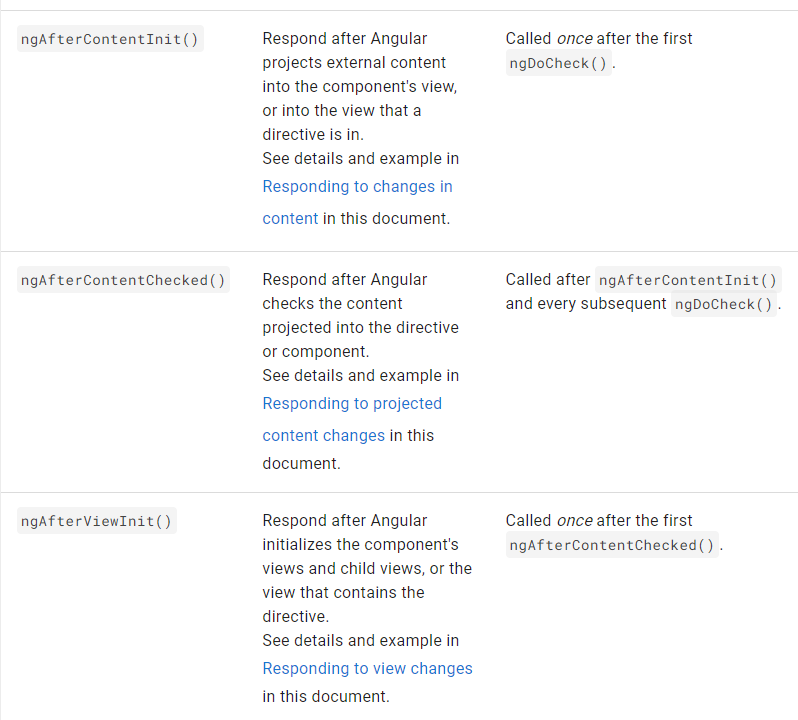 ngAfterContentInit()
Respond after Angular
projects external content
into the component's view,
or into the view that a
directive is in.
See details and example in
Responding to changes in
content in this document.
Called once after the first
ngDoCheck().
ngAfterContentChecked()
Respond after Angular
checks the content
projected into the directive
or component.
See details and example in
Responding to projected
content changes in this
document.
Called after ngAfterContentInit()
and every subsequent ngDoCheck().
ngAfterViewInit()
Respond after Angular
initializes the component's
views and child views, or the
view that contains the
directive.
See details and example in
Responding to view changes
in this document.
Called once after the first
ngAfterContentChecked().